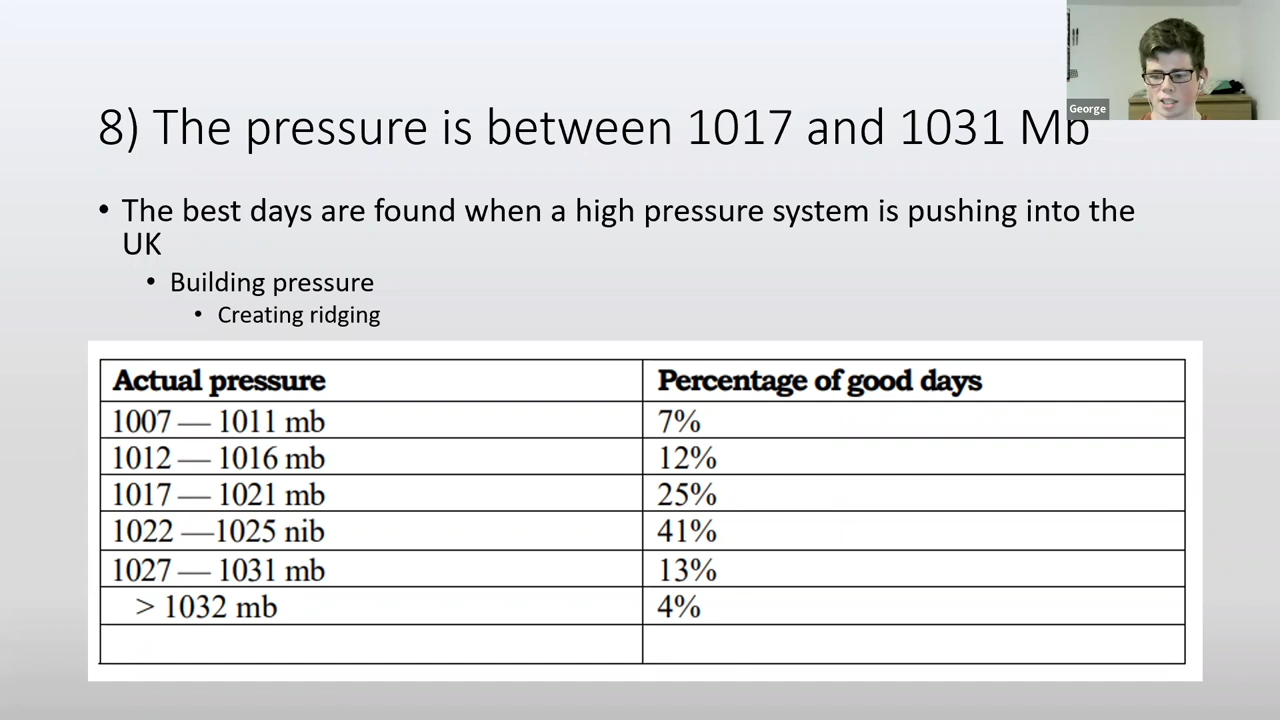 George
8) The pressure is between 1017 and 1031 Mb
• The best days are found when a high pressure system is pushing into the
UK
• Building pressure
• Creating ridging
Actual pressure Percentage of good days
1007 — 1011 mb 7%
1012 — 1016 mb 12%
1017 — 1021 mb 25%
1022 —1025 nib 41%
1027 — 1031 mb 13%
> 1032 mb 4%